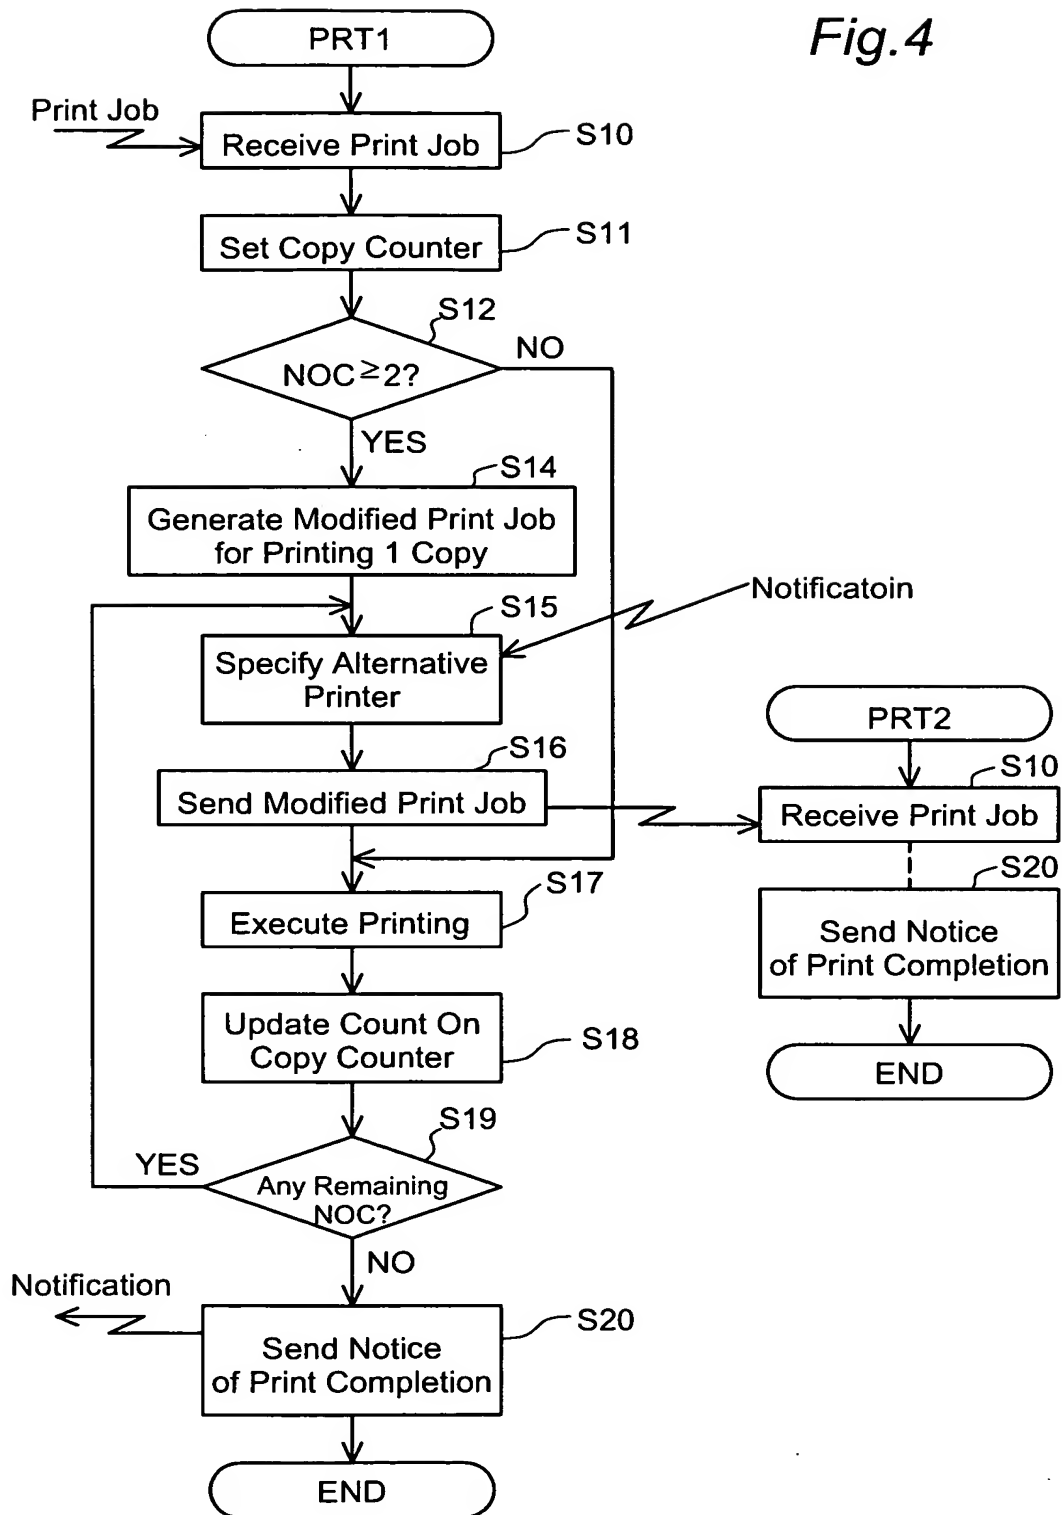 Fig.4
PRT1
Print Job
Receive Print Job
S10
Set Copy Counter
S11
S12
NOC ≥ 2?
NO
YES
S14
Generate Modified Print Job
for Printing 1 Copy
Notificatoin
S15
Specify Alternative
Printer
S16
Send Modified Print Job
PRT2
S10
Receive Print Job
S20
Send Notice
of Print Completion
END
S17
Execute Printing
Update Count On
Copy Counter
S18
S19
YES
Any Remaining
NOC?
NO
Notification
S20
Send Notice
of Print Completion
END